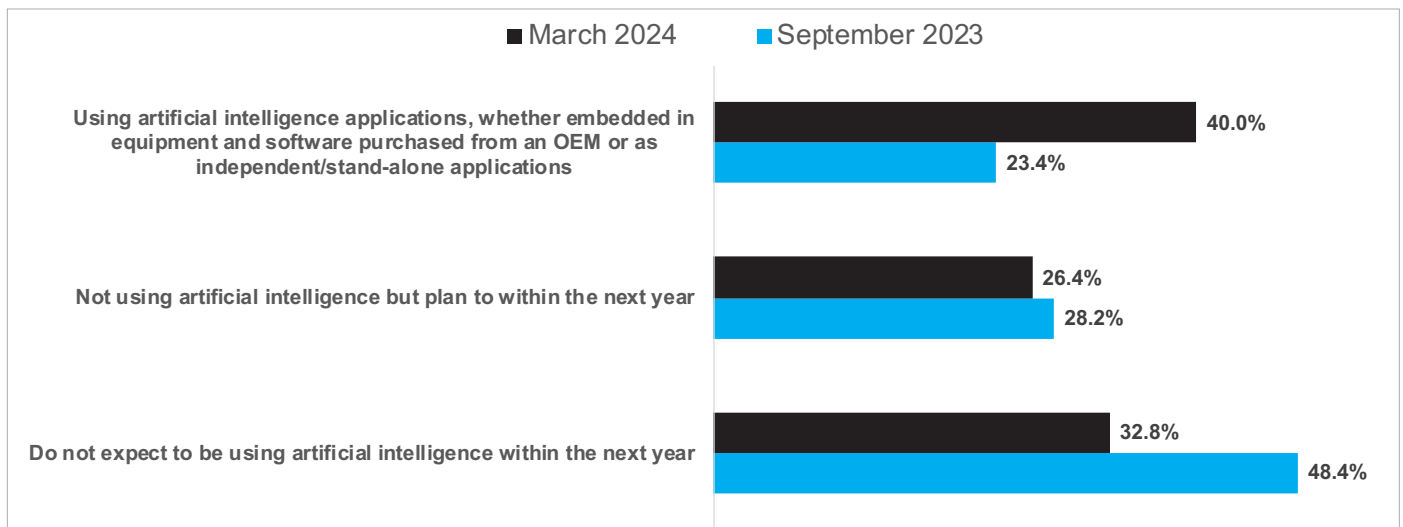 March 2024 September 2023
Using artificial intelligence applications, whether embedded in
equipment and software purchased from an OEM or as
independent/stand-alone applications
40.0%
23.4%
Not using artificial intelligence but plan to within the next year
26.4%
28.2%
Do not expect to be using artificial intelligence within the next year
32.8%
48.4%